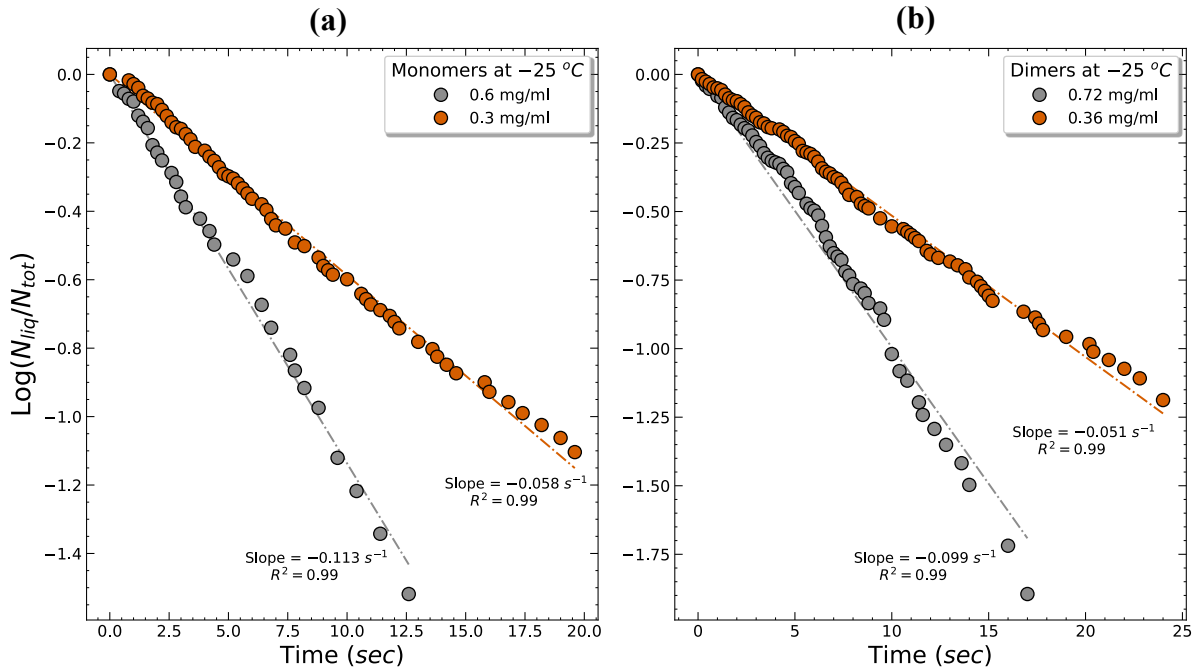 (a)
(b)
Monomers at −25 °C
0.6 mg/ml
0.3 mg/ml
Dimers at −25 °C
0.72 mg/ml
0.36 mg/ml
Log(N_liq/N_tot)
0.0
−0.2
−0.4
−0.6
−0.8
−1.0
−1.2
−1.4
Slope = −0.058 s⁻¹
R² = 0.99
Slope = −0.113 s⁻¹
R² = 0.99
0.0 2.5 5.0 7.5 10.0 12.5 15.0 17.5 20.0
Time (sec)
0.00
−0.25
−0.50
−0.75
−1.00
−1.25
−1.50
−1.75
Slope = −0.051 s⁻¹
R² = 0.99
Slope = −0.099 s⁻¹
R² = 0.99
0 5 10 15 20 25
Time (sec)